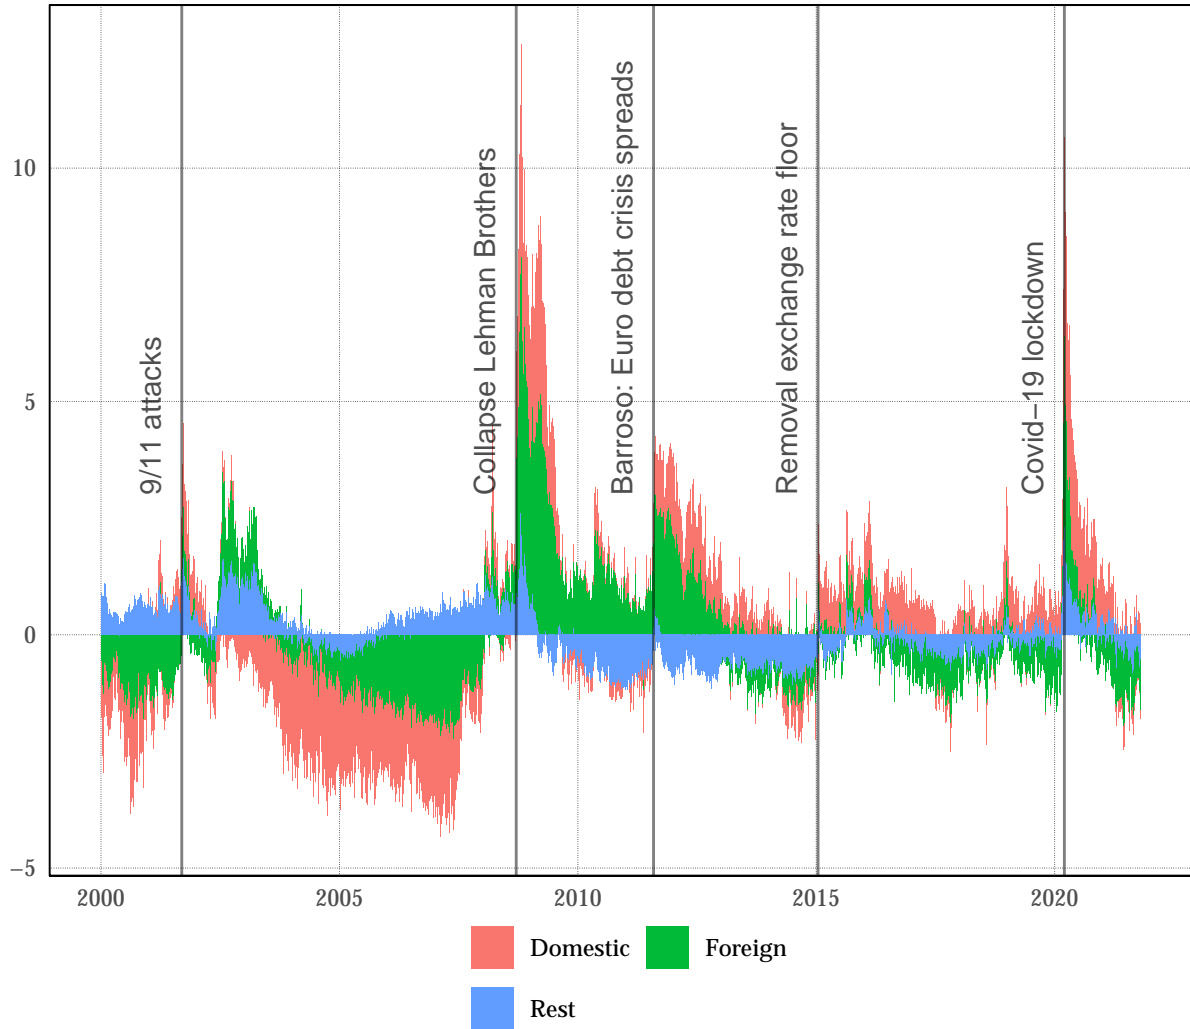 10
5
0
−5
9/11 attacks
Collapse Lehman Brothers
Barroso: Euro debt crisis spreads
Removal exchange rate floor
Covid−19 lockdown
2000
2005
2010
2015
2020
Domestic
Foreign
Rest